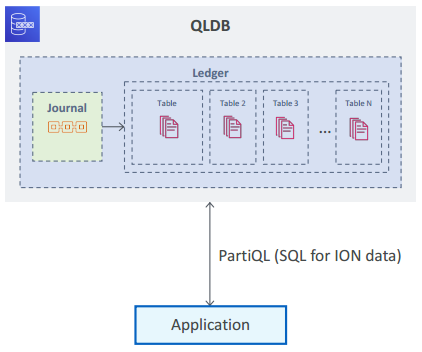 QLDB
Ledger
Journal
Table
Table 2
Table 3
...
Table N
PartiQL (SQL for ION data)
Application